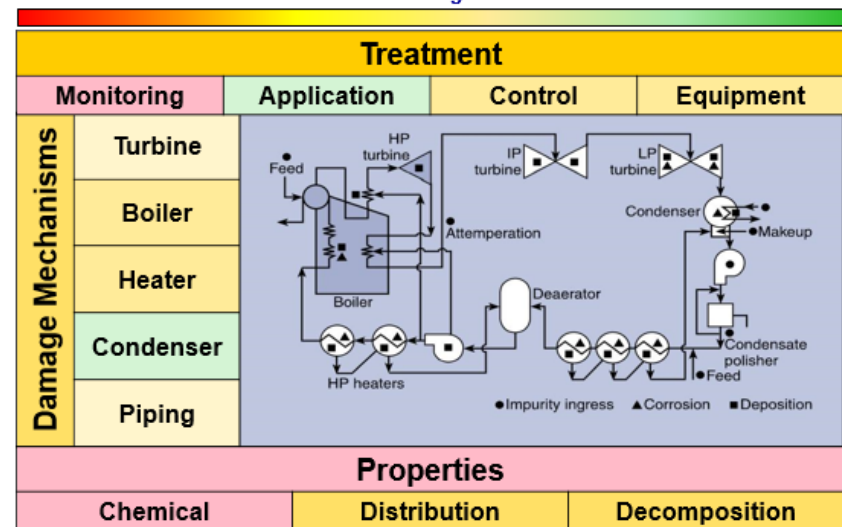 Treatment
Monitoring
Application
Control
Equipment
Damage Mechanisms
Turbine
Boiler
Heater
Condenser
Piping
Feed
HP
turbine
IP
turbine
LP
turbine
Condenser
Makeup
Attemperation
Boiler
Deaerator
Condensate
polisher
HP heaters
Feed
●Impurity ingress ▲Corrosion ■Deposition
Properties
Chemical
Distribution
Decomposition